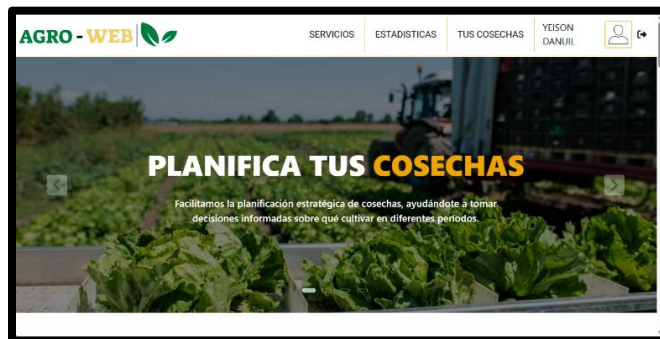 AGRO - WEB
SERVICIOS
ESTADISTICAS
TUS COSECHAS
YEISON
DANUIL
PLANIFICA TUS COSECHAS
Facilitamos la planificación estratégica de cosechas, ayudándote a tomar
decisiones informadas sobre qué cultivar en diferentes períodos.